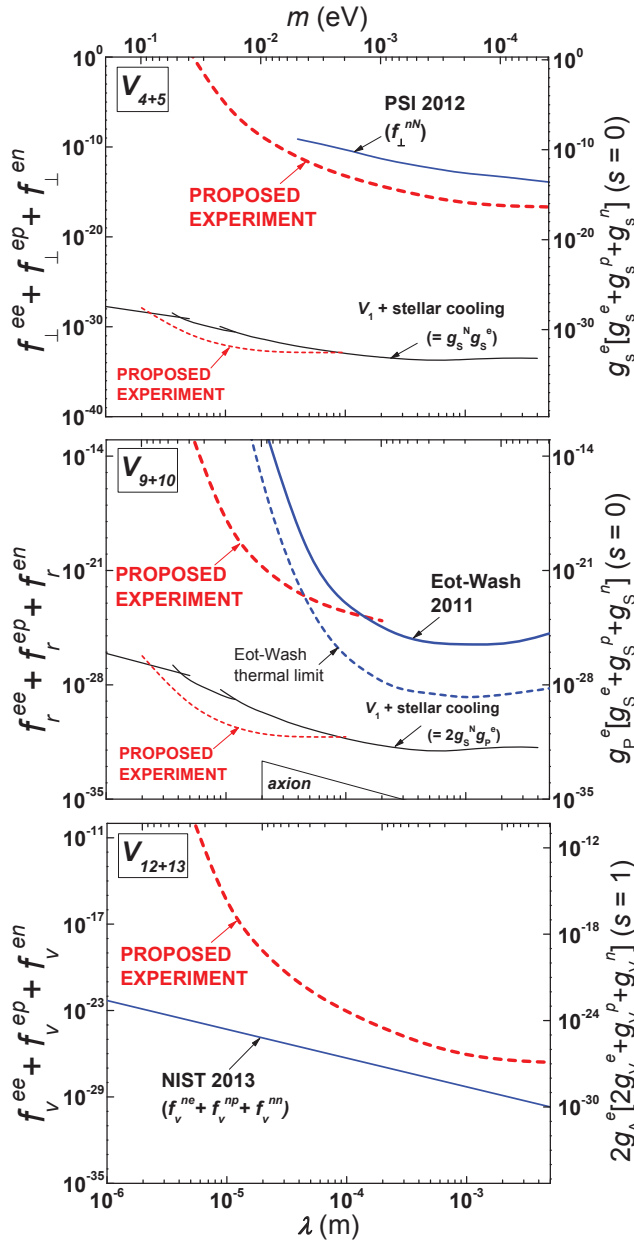 m (eV)
10^-1 10^-2 10^-3 10^-4
10^0 10^0
V_4+5
PSI 2012
(f_⊥^nN)
10^-10 10^-10
PROPOSED
EXPERIMENT
10^-20 10^-20
f_⊥^ee + f_⊥^ep + f_⊥^en
g_s^e[g_s^e+g_s^p+g_s^n] (s=0)
V_1 + stellar cooling
(= g_S^N g_S^e)
10^-30 10^-30
PROPOSED
EXPERIMENT
10^-40
10^-14 10^-14
V_9+10
10^-21 10^-21
PROPOSED
EXPERIMENT
Eot-Wash
2011
f_r^ee + f_r^ep + f_r^en
g_P^e[g_S^e+g_S^p+g_S^n] (s=0)
Eot-Wash
thermal limit
10^-28 10^-28
V_1 + stellar cooling
(= 2g_S^N g_P^e)
PROPOSED
EXPERIMENT
axion
10^-35 10^-35
10^-11 10^-12
V_12+13
10^-17 10^-18
PROPOSED
EXPERIMENT
f_v^ee + f_v^ep + f_v^en
2g_A^e[2g_V^e+g_V^p+g_V^n] (s = 1)
10^-23 10^-24
NIST 2013
(f_v^ne + f_v^np + f_v^nn)
10^-29 10^-30
10^-35
10^-6 10^-5 10^-4 10^-3
λ (m)